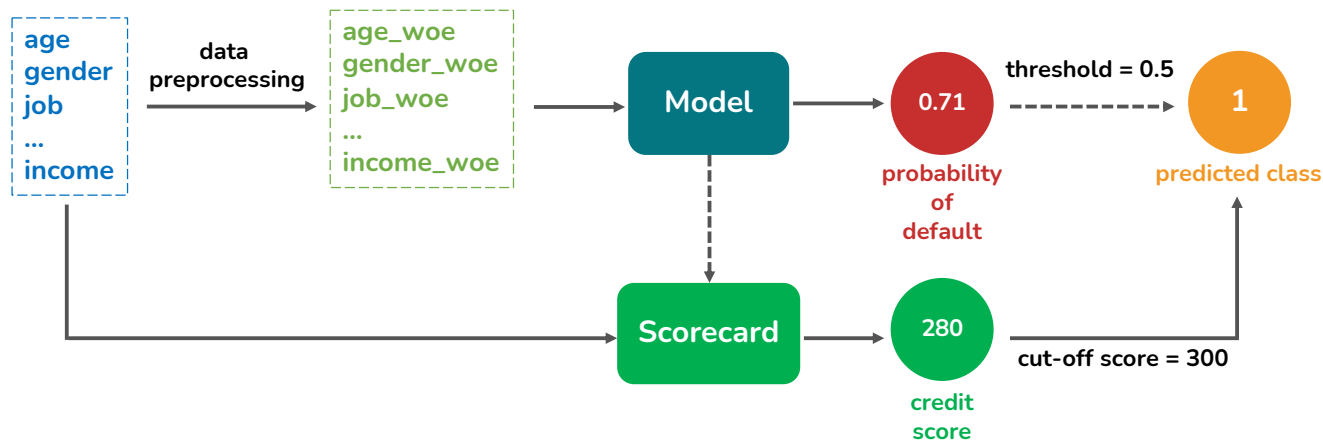 age
gender
job
...
income
data
preprocessing
age_woe
gender_woe
job_woe
...
income_woe
Model
0.71
probability
of
default
threshold = 0.5
1
predicted class
Scorecard
280
credit
score
cut-off score = 300